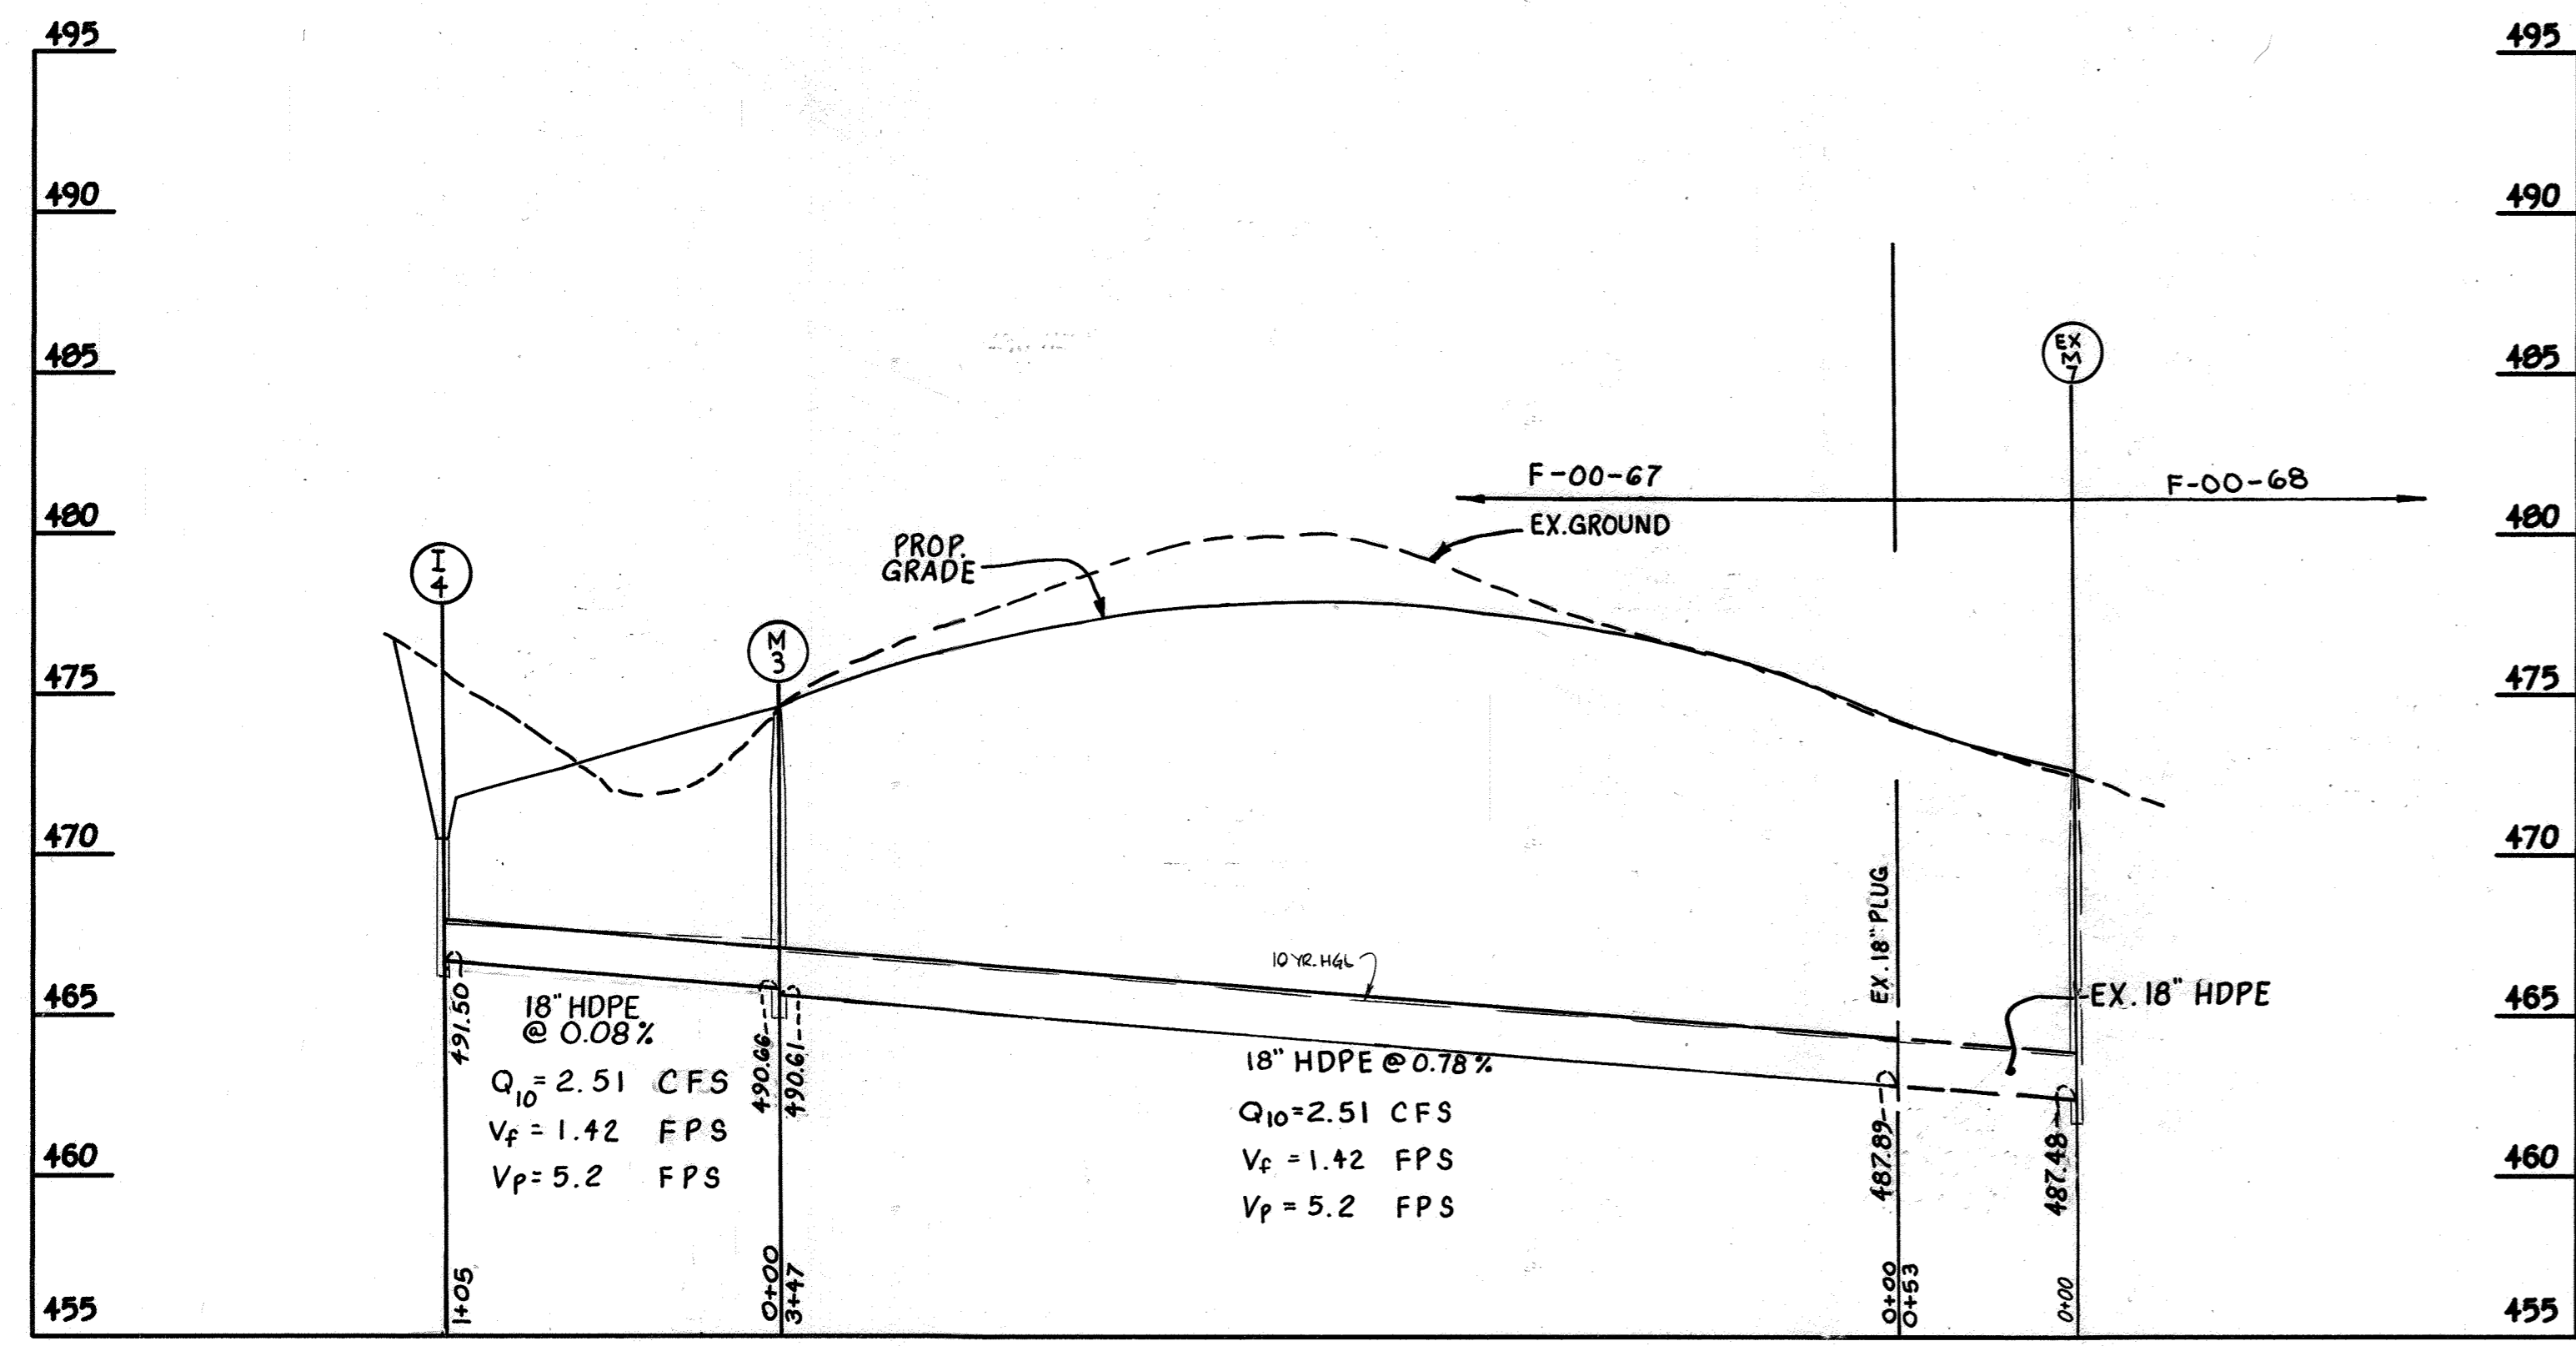 495
495
490
490
485
485
EX
M
7
F-00-67
F-00-68
480
480
EX.GROUND
PROP.
GRADE
I
4
M
3
475
475
470
470
EX. 18" PLUG
10 YR. HGL
465
465
EX. 18" HDPE
491.50
18" HDPE
@ 0.08%
Q10 = 2.51 CFS
Vf = 1.42 FPS
Vp = 5.2 FPS
490.66
490.61
18" HDPE @ 0.78%
Q10 = 2.51 CFS
Vf = 1.42 FPS
Vp = 5.2 FPS
487.89
487.48
460
460
1+05
0+00
3+47
0+00
0+53
0+00
455
455